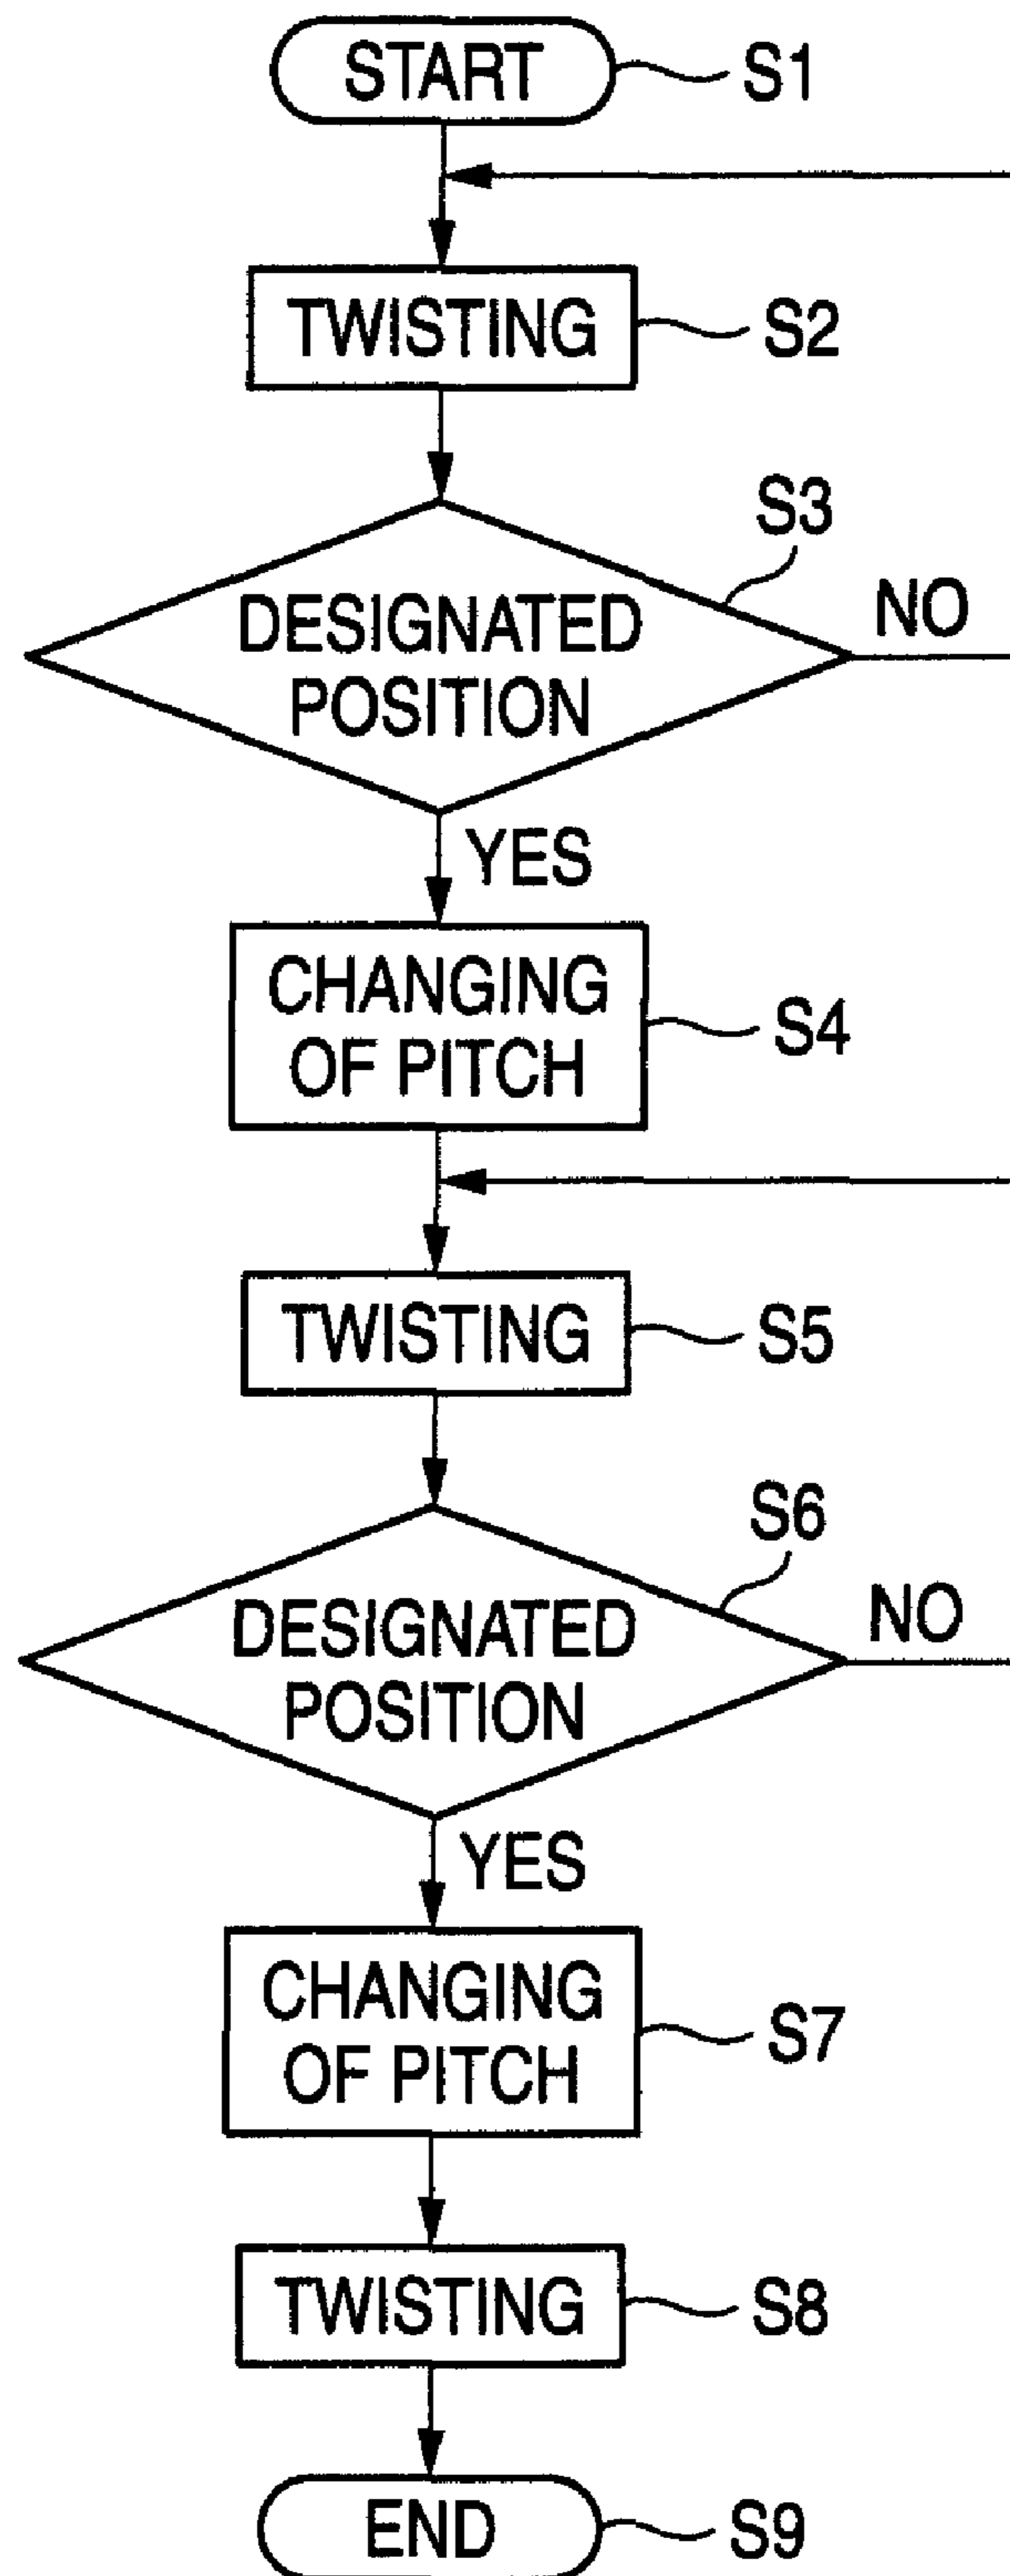 START S1
TWISTING S2
S3
DESIGNATED NO
POSITION
YES
CHANGING
OF PITCH S4
TWISTING S5
S6
DESIGNATED NO
POSITION
YES
CHANGING
OF PITCH S7
TWISTING S8
END S9